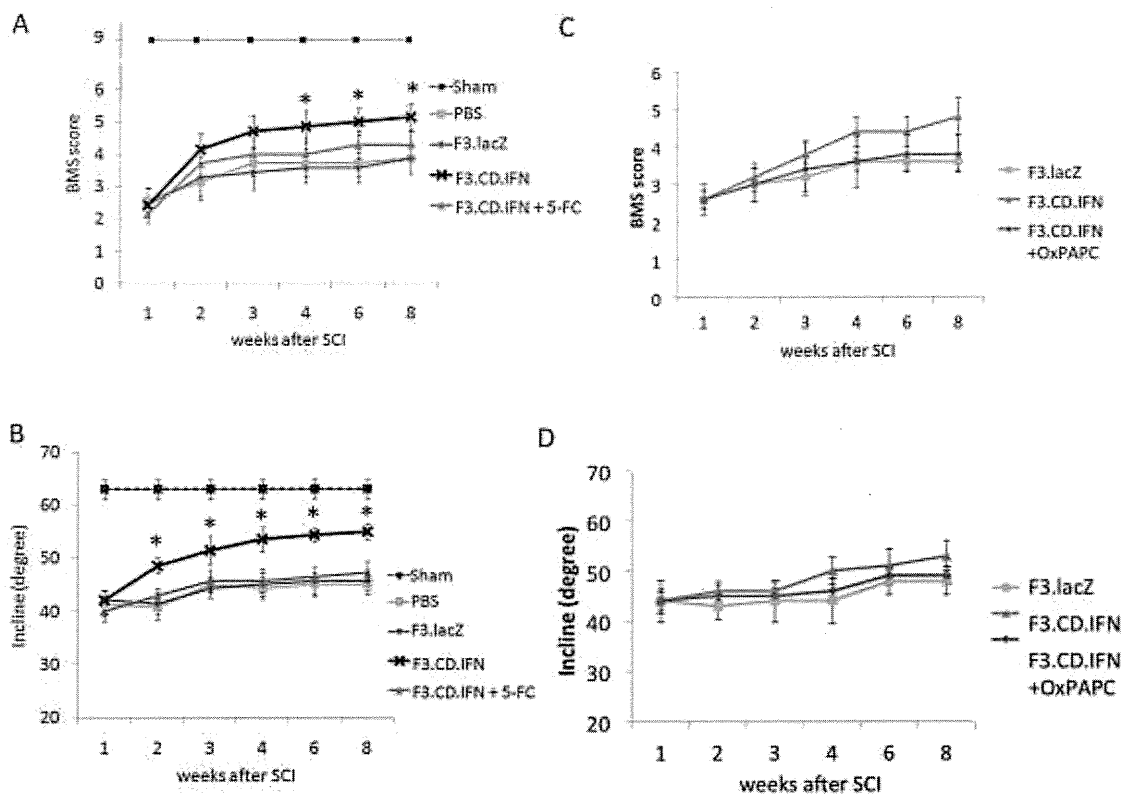 A
BMS score
9
6
5
4
3
2
1
0
* * *
Sham
PBS
F3.lacZ
F3.CD.IFN
F3.CD.IFN + 5-FC
1 2 3 4 6 8
weeks after SCI
C
BMS score
6
5
4
3
2
1
0
F3.lacZ
F3.CD.IFN
F3.CD.IFN
+OxPAPC
1 2 3 4 6 8
weeks after SCI
B
Incline (degree)
70
60
50
40
30
20
* * * * *
Sham
PBS
F3.lacZ
F3.CD.IFN
F3.CD.IFN + 5-FC
1 2 3 4 6 8
weeks after SCI
D
Incline (degree)
70
60
50
40
30
20
F3.lacZ
F3.CD.IFN
F3.CD.IFN
+OxPAPC
1 2 3 4 6 8
weeks after SCI